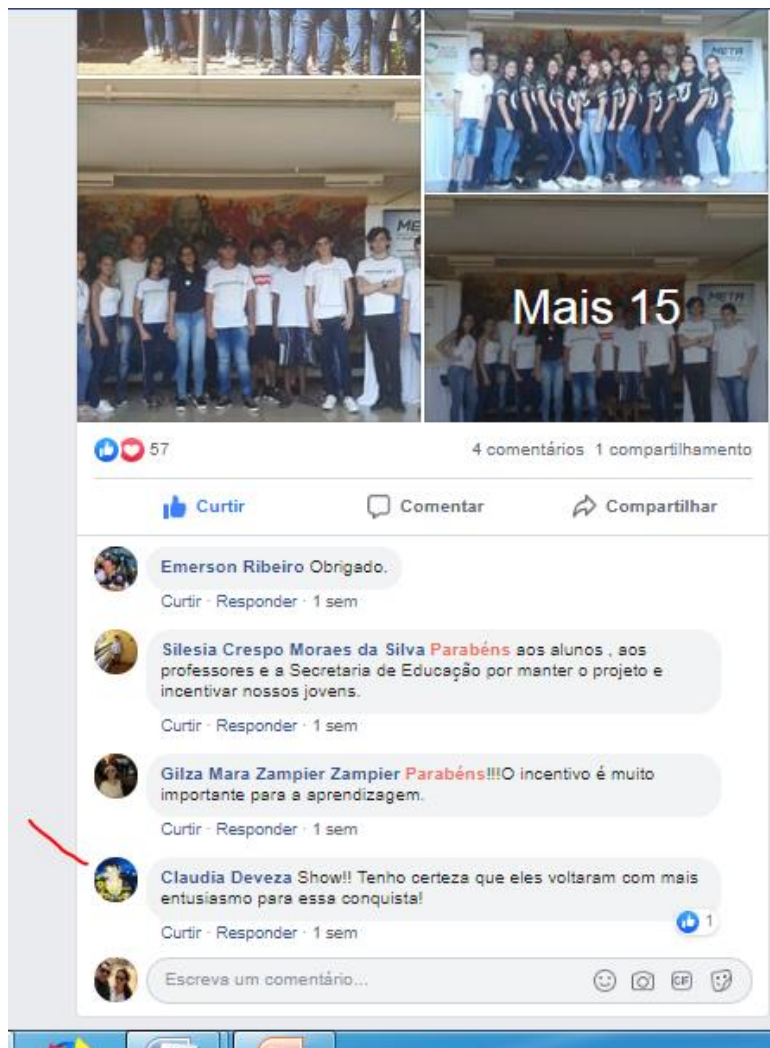 META
ME
Mais 15
META
57
4 comentários 1 compartilhamento
Curtir
Comentar
Compartilhar
Emerson Ribeiro Obrigado.
Curtir · Responder · 1 sem
Silesia Crespo Moraes da Silva Parabéns aos alunos , aos
professores e a Secretaria de Educação por manter o projeto e
incentivar nossos jovens.
Curtir · Responder · 1 sem
Gilza Mara Zampier Zampier Parabéns!!!O incentivo é muito
importante para a aprendizagem.
Curtir · Responder · 1 sem
Claudia Deveza Show!! Tenho certeza que eles voltaram com mais
entusiasmo para essa conquista!
1
Curtir · Responder · 1 sem
Escreva um comentário...
GIF